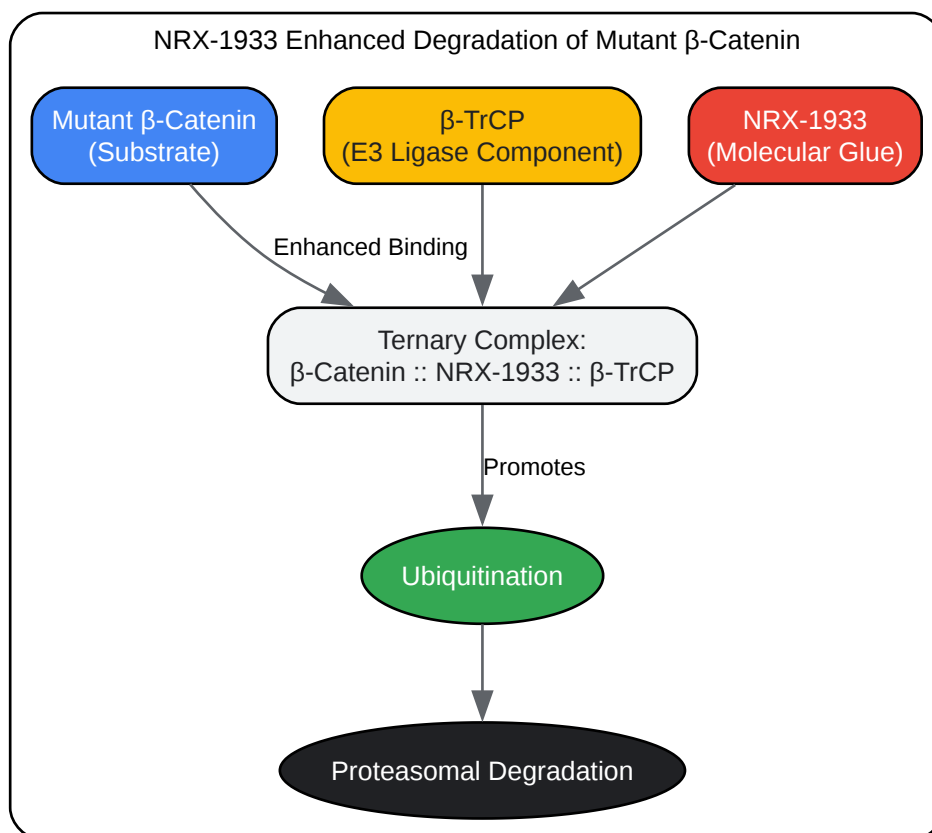 NRX-1933 Enhanced Degradation of Mutant β-Catenin
Mutant β-Catenin
(Substrate)
β-TrCP
(E3 Ligase Component)
NRX-1933
(Molecular Glue)
Enhanced Binding
Ternary Complex:
β-Catenin :: NRX-1933 :: β-TrCP
Promotes
Ubiquitination
Proteasomal Degradation